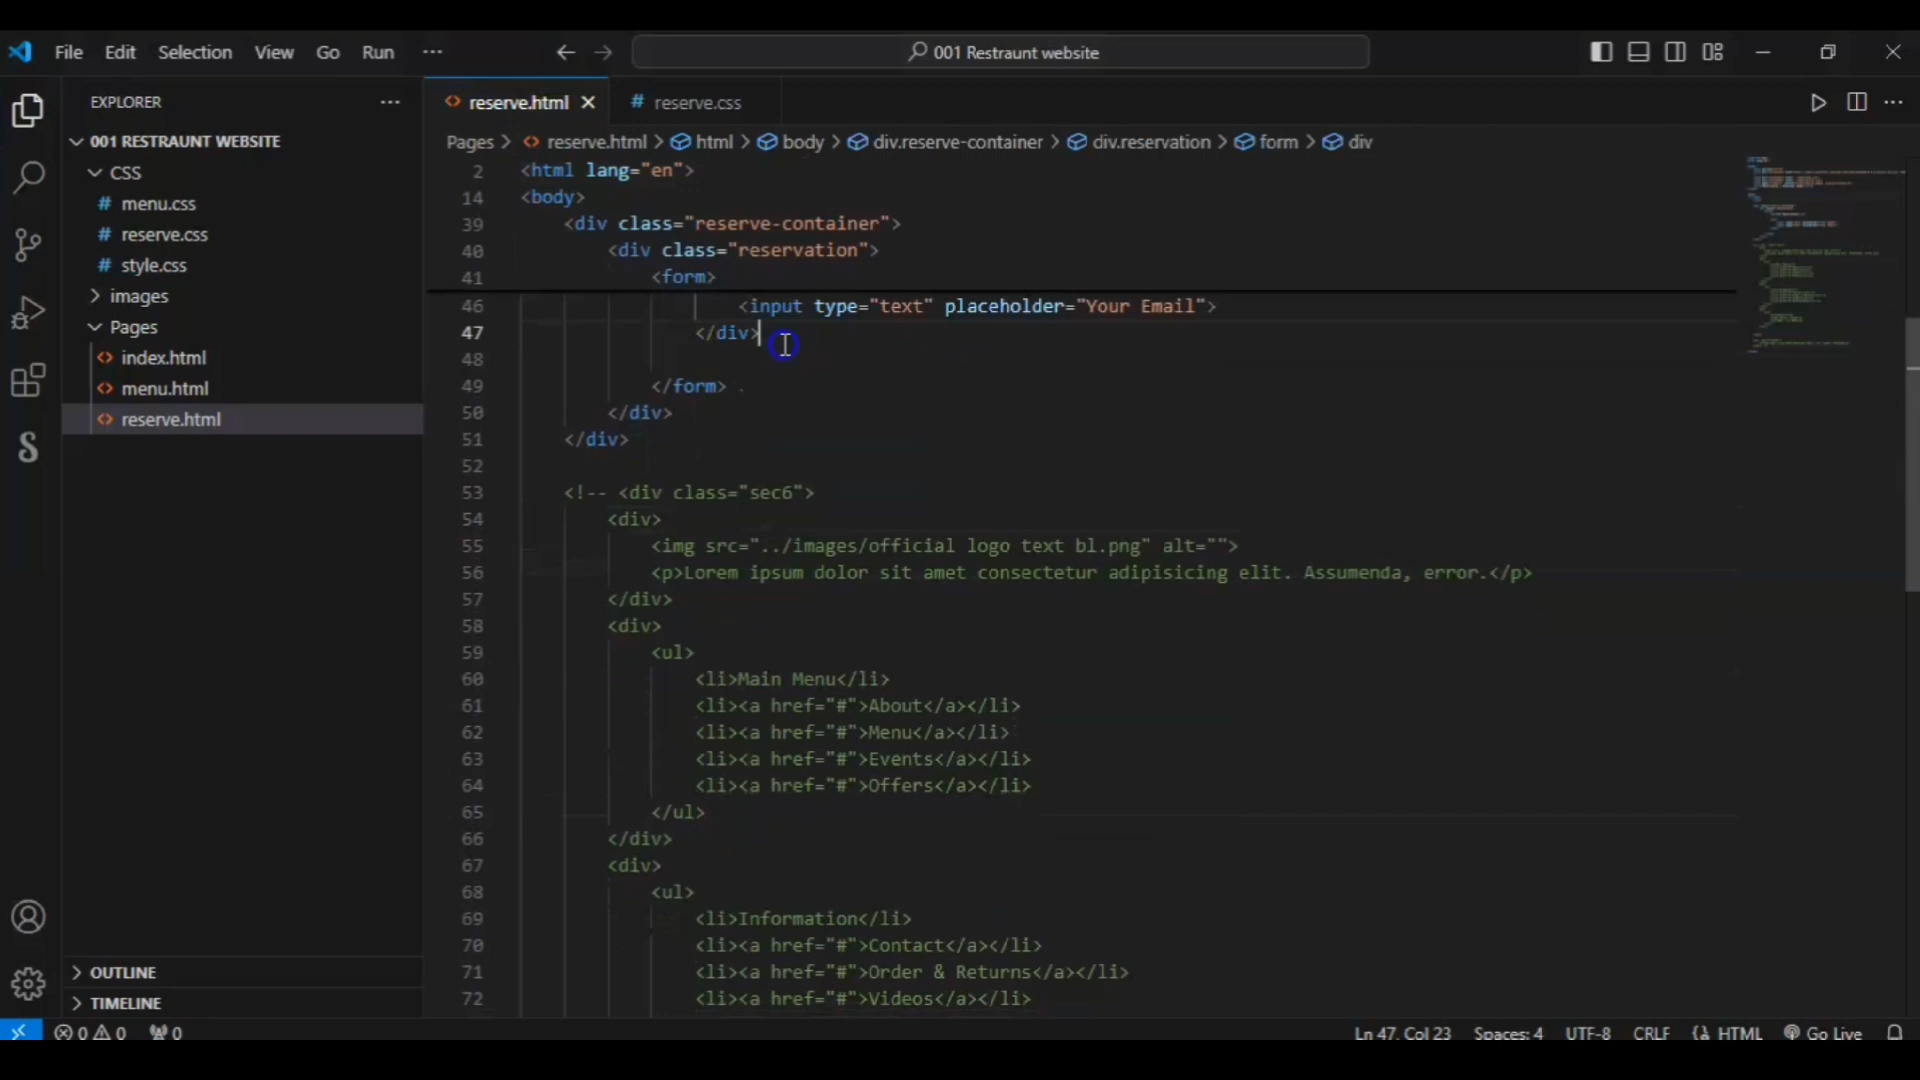 File Edit Selection View Go Run ··· 001 Restraunt website
EXPLORER ···
001 RESTRAUNT WEBSITE
CSS
# menu.css
# reserve.css
# style.css
images
Pages
<> index.html
<> menu.html
<> reserve.html
OUTLINE
TIMELINE
<> reserve.html # reserve.css
Pages > <> reserve.html > html > body > div.reserve-container > div.reservation > form > div
2 <html lang="en">
14 <body>
39 <div class="reserve-container">
40 <div class="reservation">
41 <form>
46 <input type="text" placeholder="Your Email">
47 </div>
48
49 </form> .
50 </div>
51 </div>
52
53 <!-- <div class="sec6">
54 <div>
55 <img src="../images/official logo text bl.png" alt="">
56 <p>Lorem ipsum dolor sit amet consectetur adipisicing elit. Assumenda, error.</p>
57 </div>
58 <div>
59 <ul>
60 <li>Main Menu</li>
61 <li><a href="#">About</a></li>
62 <li><a href="#">Menu</a></li>
63 <li><a href="#">Events</a></li>
64 <li><a href="#">Offers</a></li>
65 </ul>
66 </div>
67 <div>
68 <ul>
69 <li>Information</li>
70 <li><a href="#">Contact</a></li>
71 <li><a href="#">Order & Returns</a></li>
72 <li><a href="#">Videos</a></li>
0 0 0 Ln 47, Col 23 Spaces: 4 UTF-8 CRLF HTML Go Live